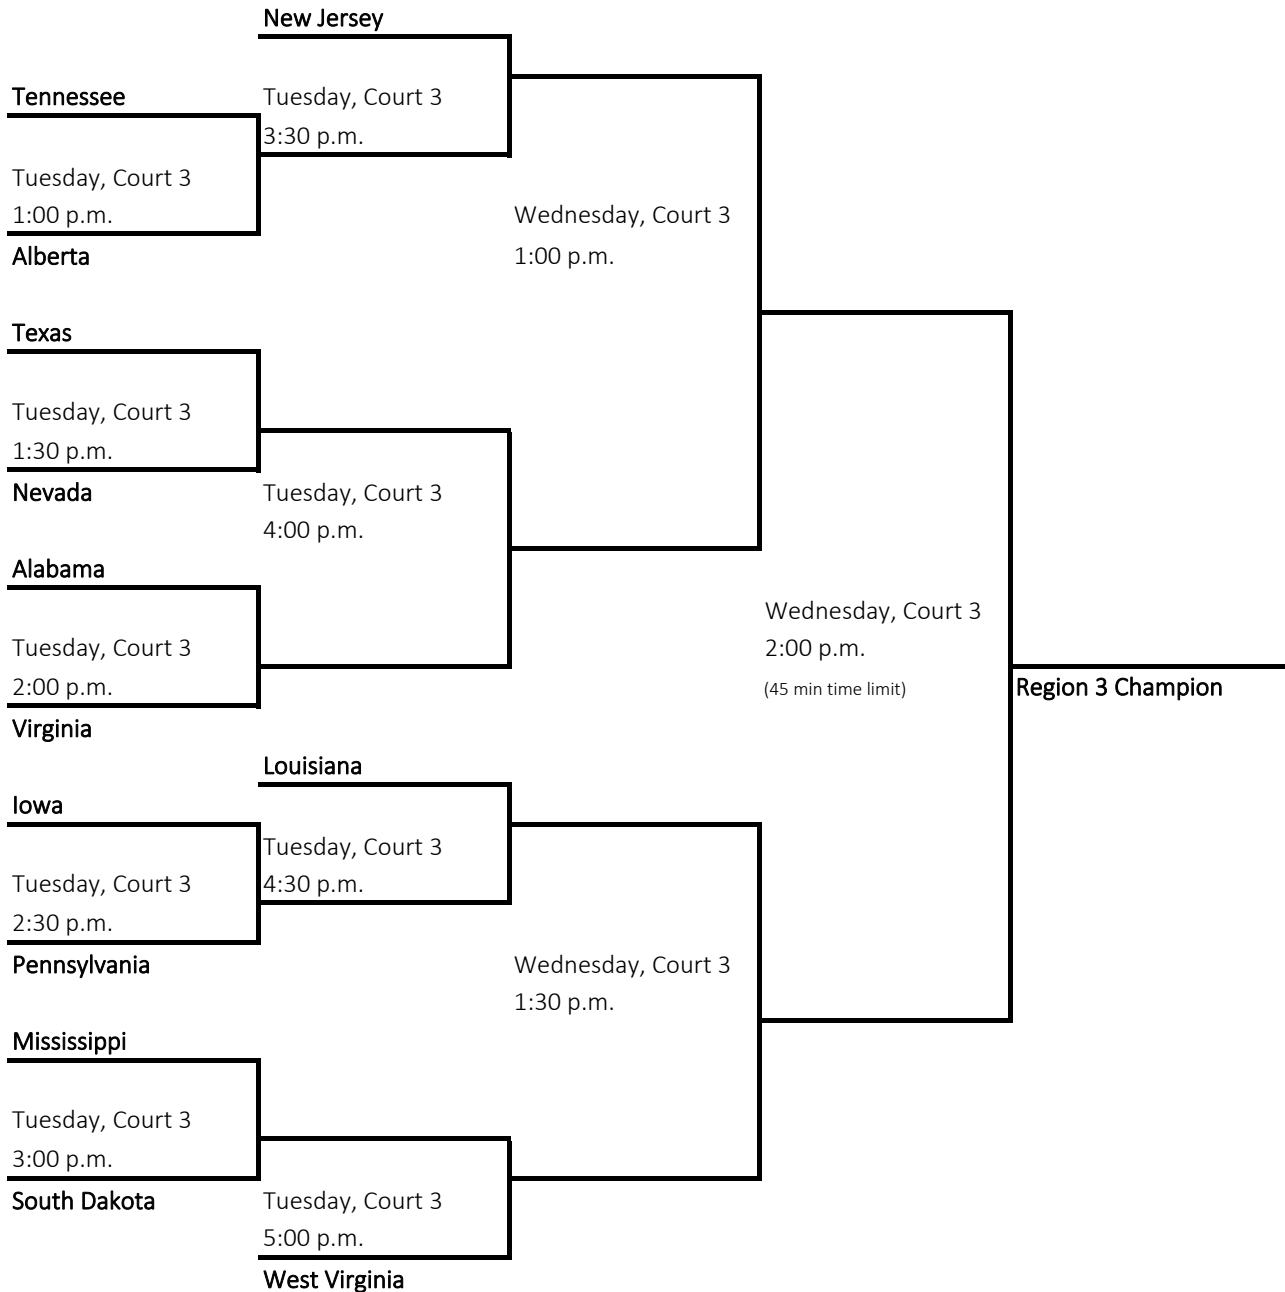 New Jersey
Tennessee
Tuesday, Court 3
3:30 p.m.
Tuesday, Court 3
1:00 p.m.
Alberta
Wednesday, Court 3
1:00 p.m.
Texas
Tuesday, Court 3
1:30 p.m.
Nevada
Tuesday, Court 3
4:00 p.m.
Alabama
Tuesday, Court 3
2:00 p.m.
Virginia
Wednesday, Court 3
2:00 p.m.
(45 min time limit)
Region 3 Champion
Louisiana
Iowa
Tuesday, Court 3
4:30 p.m.
Tuesday, Court 3
2:30 p.m.
Pennsylvania
Wednesday, Court 3
1:30 p.m.
Mississippi
Tuesday, Court 3
3:00 p.m.
South Dakota
Tuesday, Court 3
5:00 p.m.
West Virginia